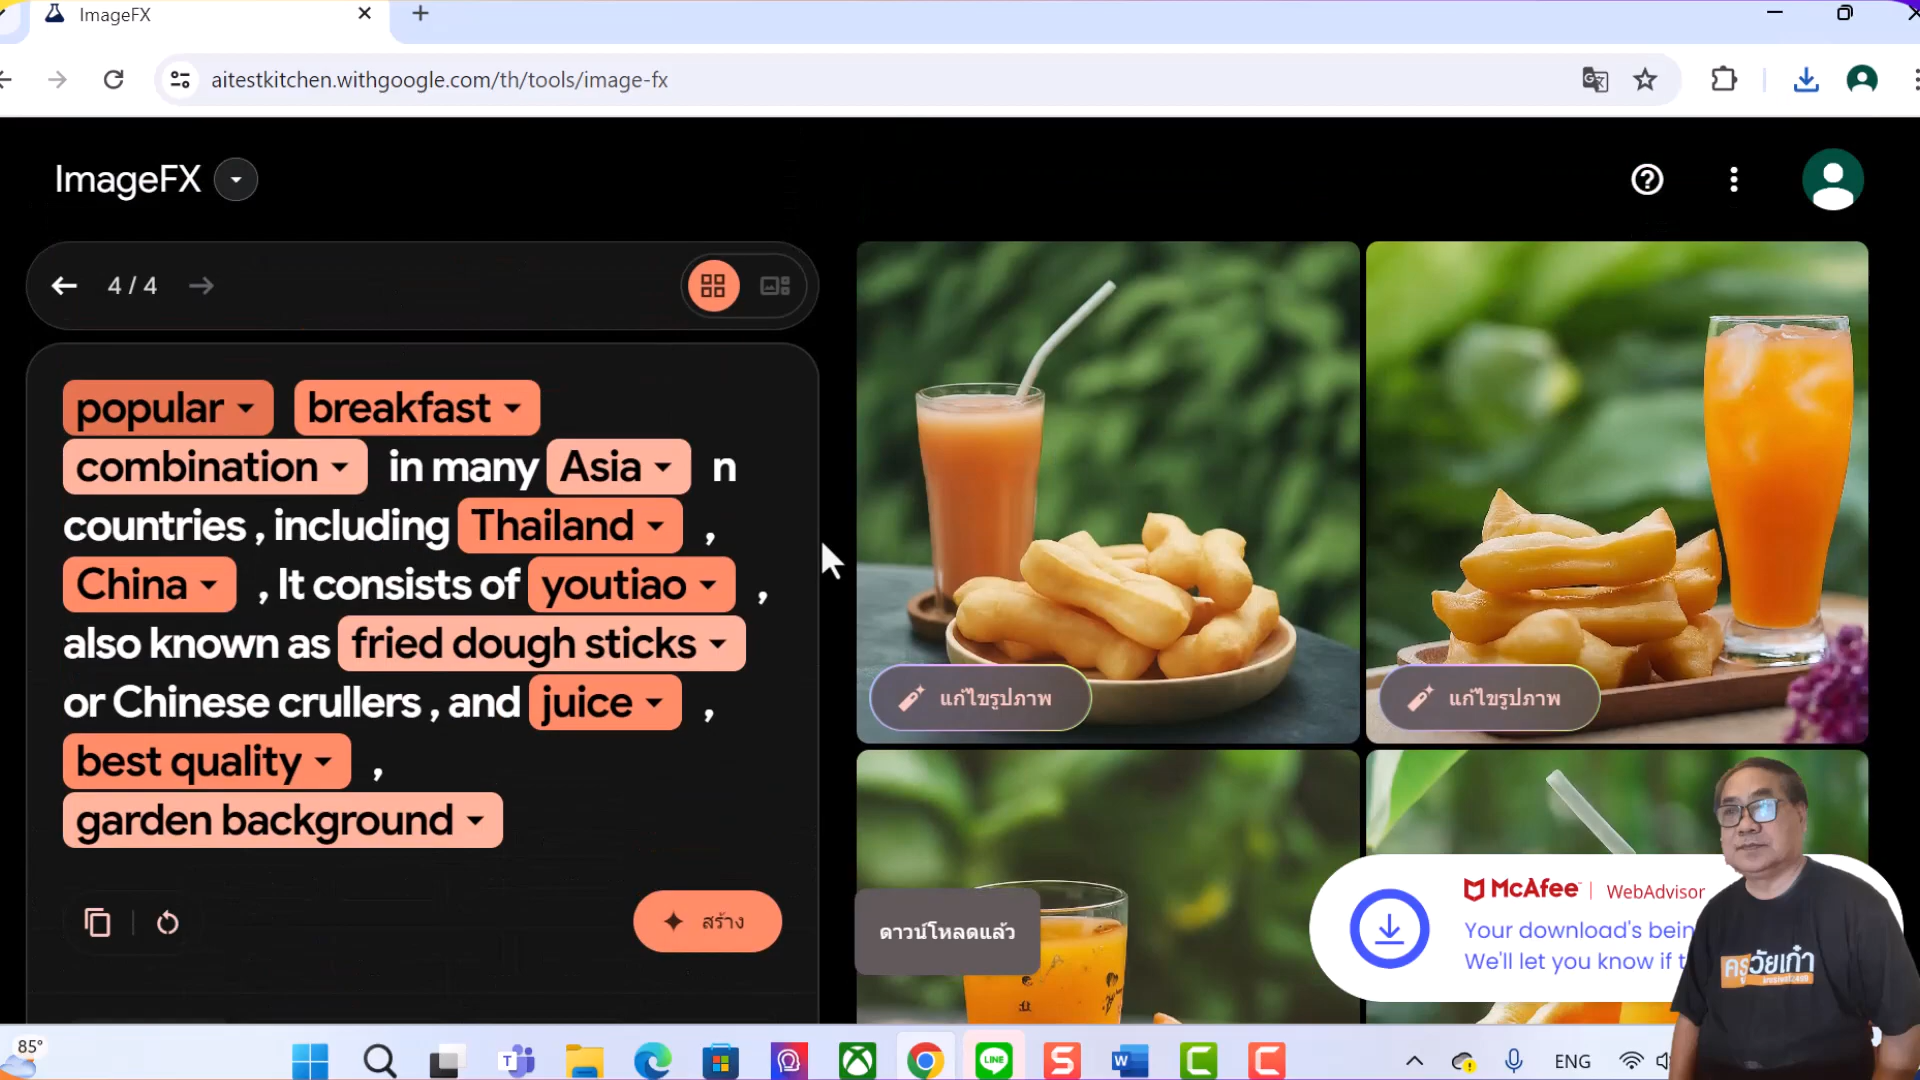 ImageFX
aitestkitchen.withgoogle.com/th/tools/image-fx
ImageFX
4 / 4
popular breakfast
combination in many Asia n
countries , including Thailand ,
China , It consists of youtiao ,
also known as fried dough sticks
or Chinese crullers , and juice ,
best quality ,
garden background
สร้าง
แก้ไขรูปภาพ
แก้ไขรูปภาพ
ดาวน์โหลดแล้ว
McAfee | WebAdvisor
Your download's bein
We'll let you know if t
ครูวัยเก๋า
85°
LINE
ENG